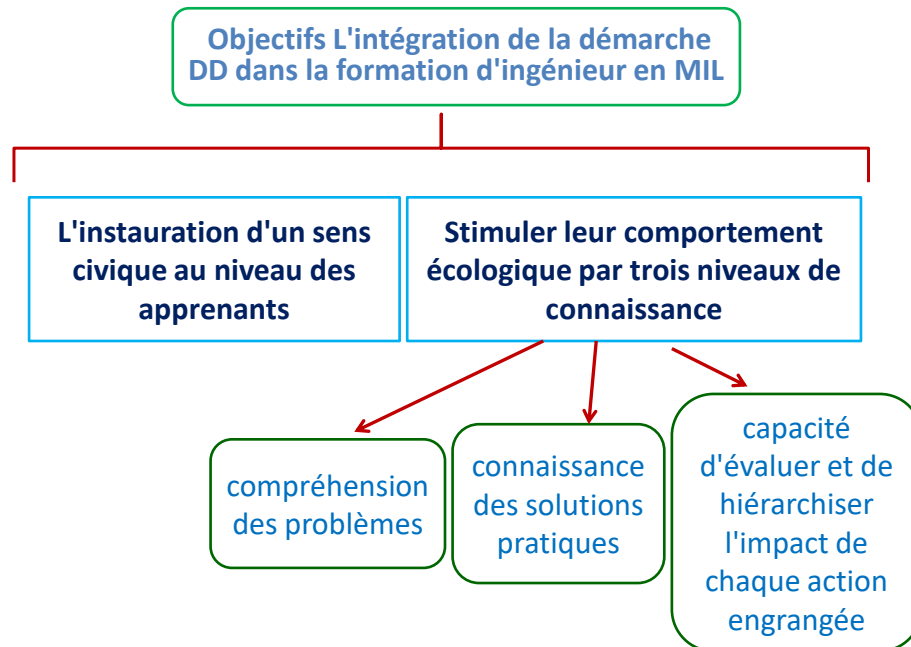 Objectifs L'intégration de la démarche
DD dans la formation d'ingénieur en MIL
L'instauration d'un sens
civique au niveau des
apprenants
Stimuler leur comportement
écologique par trois niveaux de
connaissance
compréhension
des problèmes
connaissance
des solutions
pratiques
capacité
d'évaluer et de
hiérarchiser
l'impact de
chaque action
engrangée